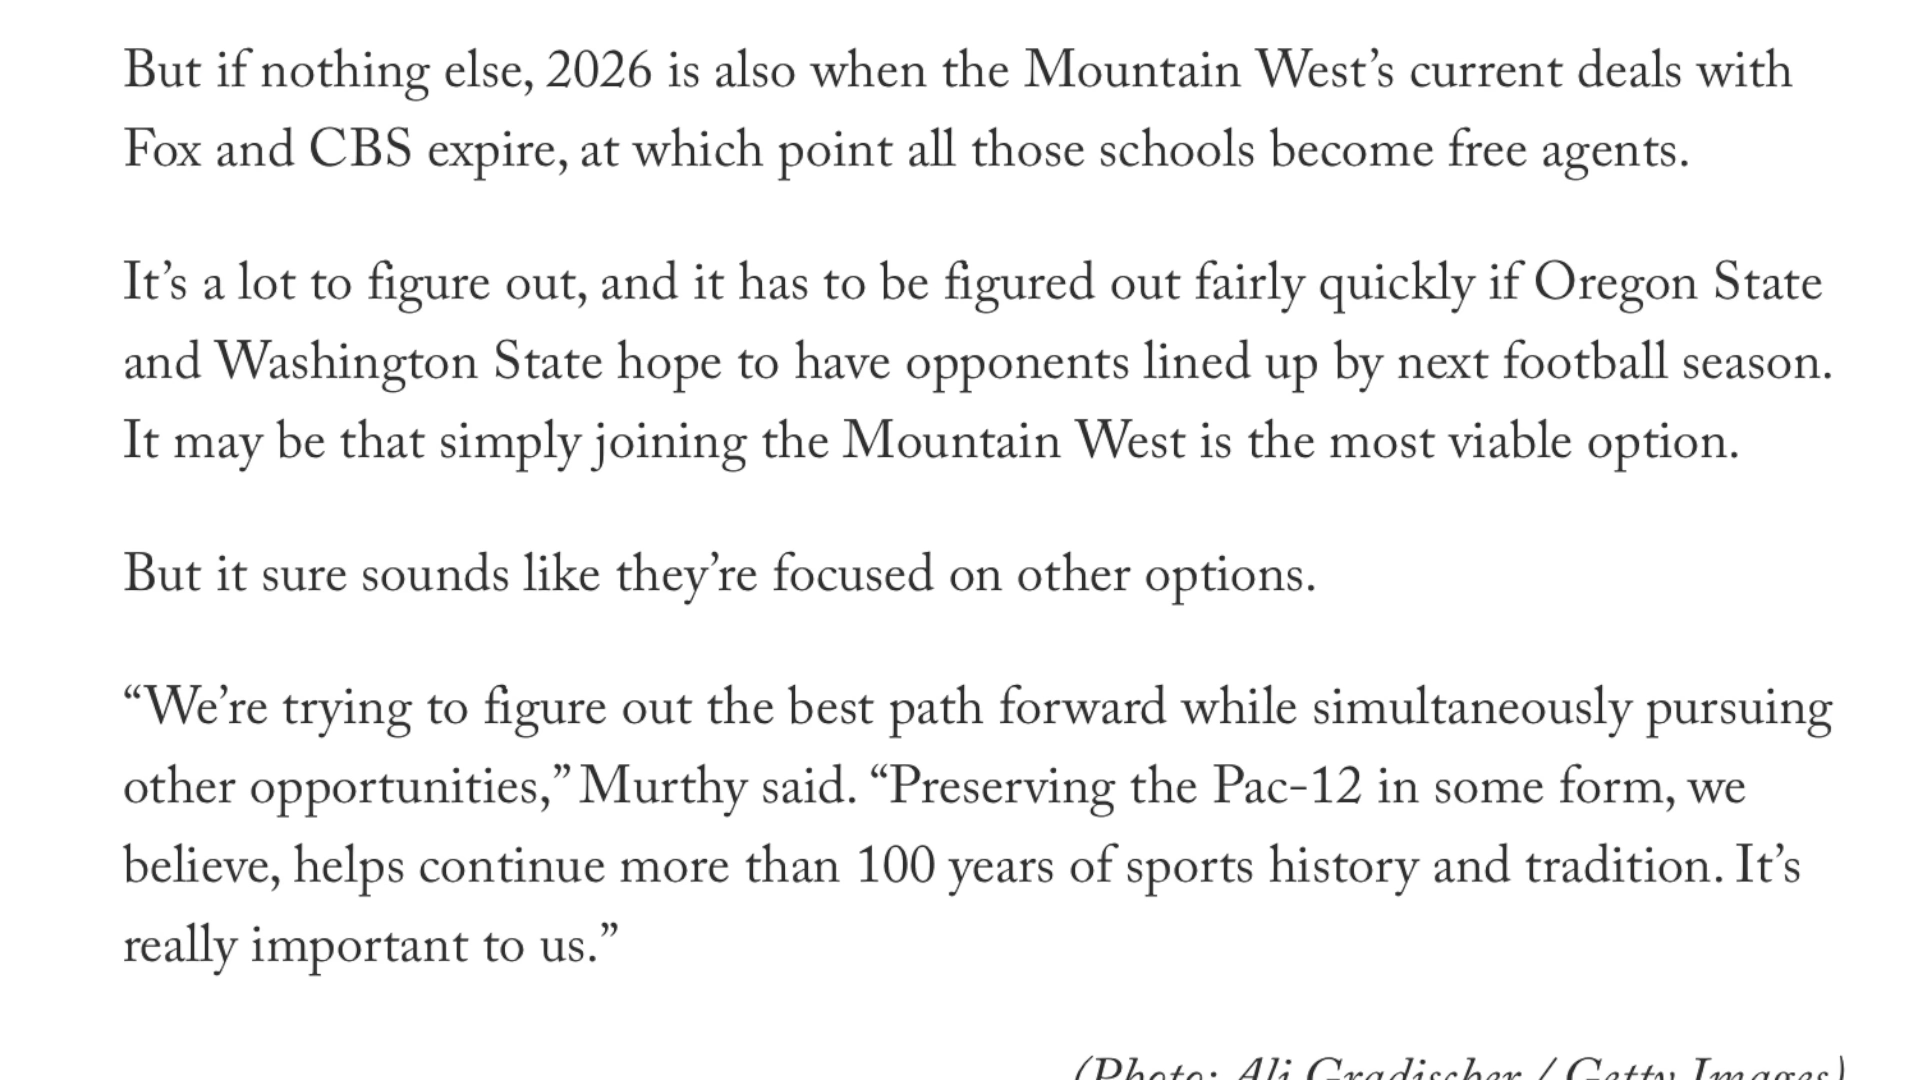 But if nothing else, 2026 is also when the Mountain West’s current deals with
Fox and CBS expire, at which point all those schools become free agents.
It’s a lot to figure out, and it has to be figured out fairly quickly if Oregon State
and Washington State hope to have opponents lined up by next football season.
It may be that simply joining the Mountain West is the most viable option.
But it sure sounds like they’re focused on other options.
“We’re trying to figure out the best path forward while simultaneously pursuing
other opportunities,” Murthy said. “Preserving the Pac-12 in some form, we
believe, helps continue more than 100 years of sports history and tradition. It’s
really important to us.”
(Photo: Ali Gradischer / Getty Images)